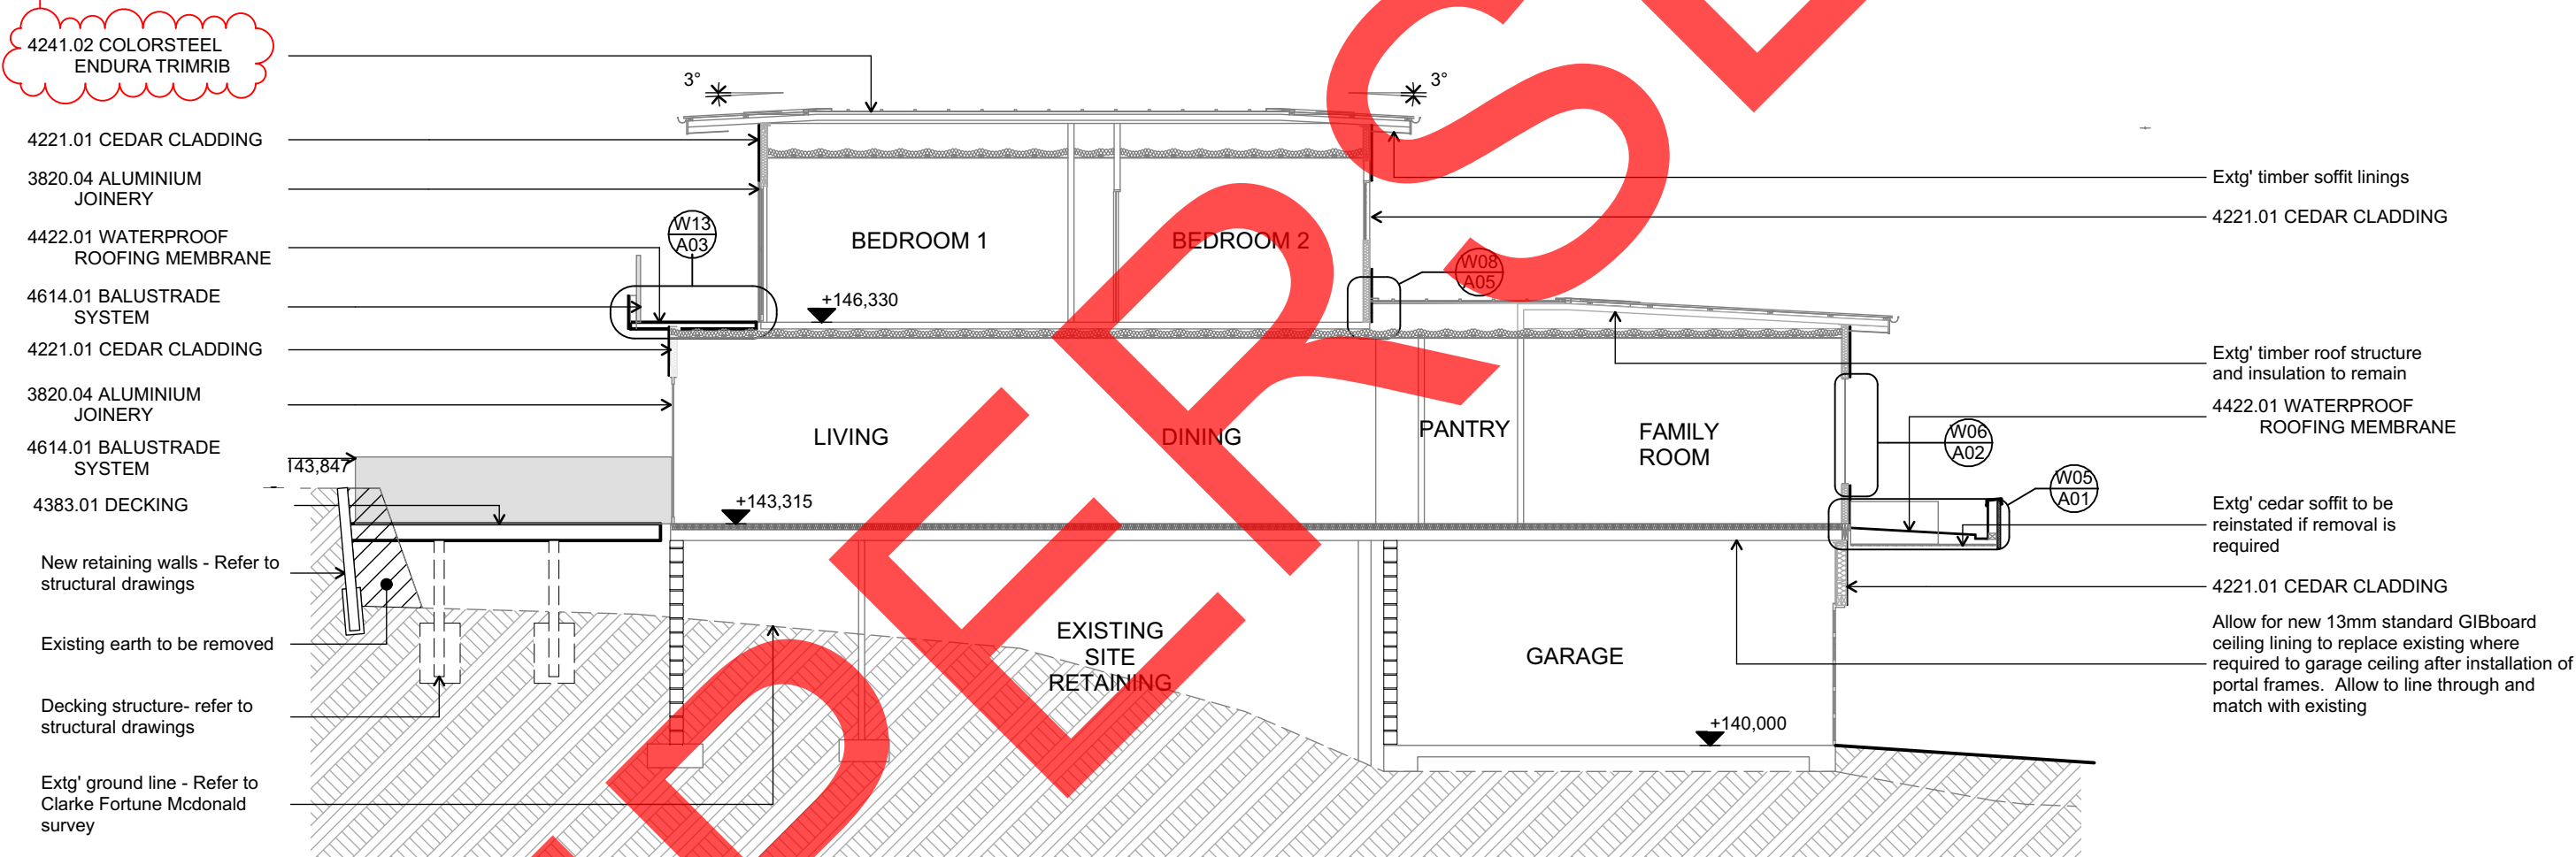 4241.02 COLORSTEEL
ENDURA TRIMRIB
4221.01 CEDAR CLADDING
3820.04 ALUMINIUM
JOINERY
4422.01 WATERPROOF
ROOFING MEMBRANE
4614.01 BALUSTRADE
SYSTEM
4221.01 CEDAR CLADDING
3820.04 ALUMINIUM
JOINERY
4614.01 BALUSTRADE
SYSTEM
143,847
4383.01 DECKING
New retaining walls - Refer to
structural drawings
Existing earth to be removed
Decking structure- refer to
structural drawings
Extg' ground line - Refer to
Clarke Fortune Mcdonald
survey
3°
3°
W13
A03
BEDROOM 1
BEDROOM 2
W08
A05
+146,330
LIVING
DINING
PANTRY
FAMILY
ROOM
W06
A02
W05
A01
+143,315
EXISTING
SITE
RETAINING
GARAGE
+140,000
Extg' timber soffit linings
4221.01 CEDAR CLADDING
Extg' timber roof structure
and insulation to remain
4422.01 WATERPROOF
ROOFING MEMBRANE
Extg' cedar soffit to be
reinstated if removal is
required
4221.01 CEDAR CLADDING
Allow for new 13mm standard GIBboard
ceiling lining to replace existing where
required to garage ceiling after installation of
portal frames. Allow to line through and
match with existing